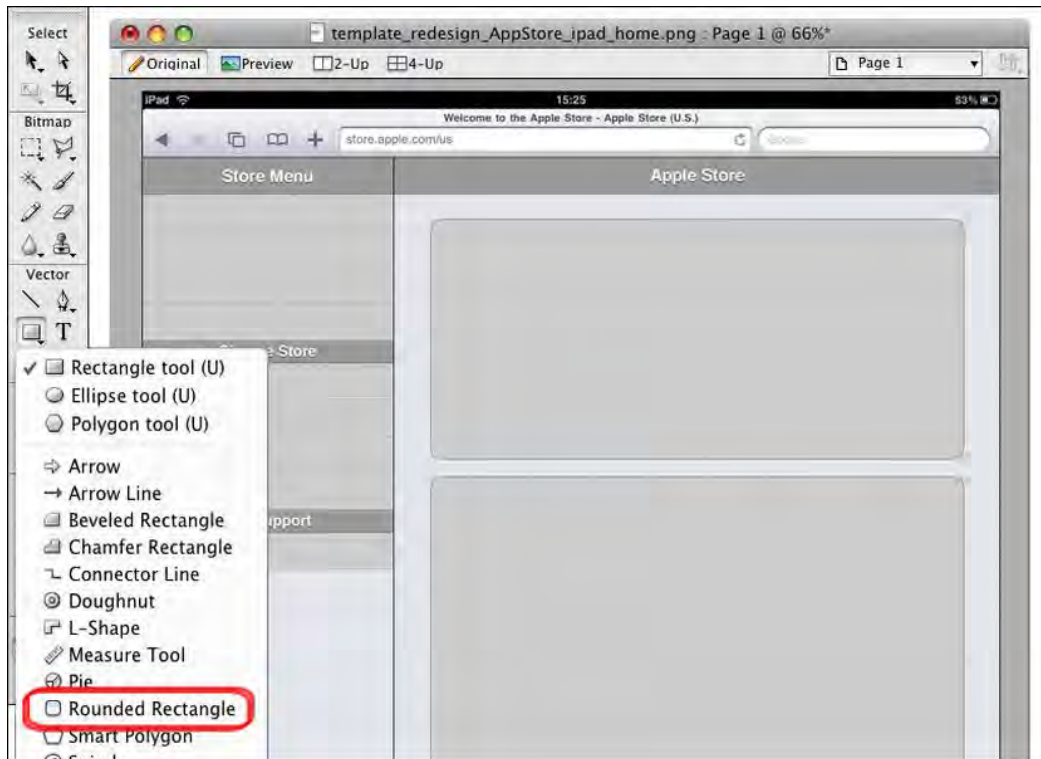 Select
template_redesign_AppStore_ipad_home.png : Page 1 @ 66%*
Original Preview 2-Up 4-Up Page 1
iPad 15:25 53%
Bitmap
Welcome to the Apple Store - Apple Store (U.S.)
store.apple.com/us
Store Menu Apple Store
Vector
T
Store
Rectangle tool (U)
Ellipse tool (U)
Polygon tool (U)
Arrow
Arrow Line
Beveled Rectangle
upport
Chamfer Rectangle
Connector Line
Doughnut
L-Shape
Measure Tool
Pie
Rounded Rectangle
Smart Polygon